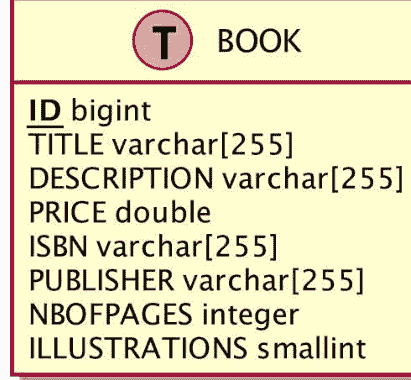 T BOOK
ID bigint
TITLE varchar[255]
DESCRIPTION varchar[255]
PRICE double
ISBN varchar[255]
PUBLISHER varchar[255]
NBOFPAGES integer
ILLUSTRATIONS smallint